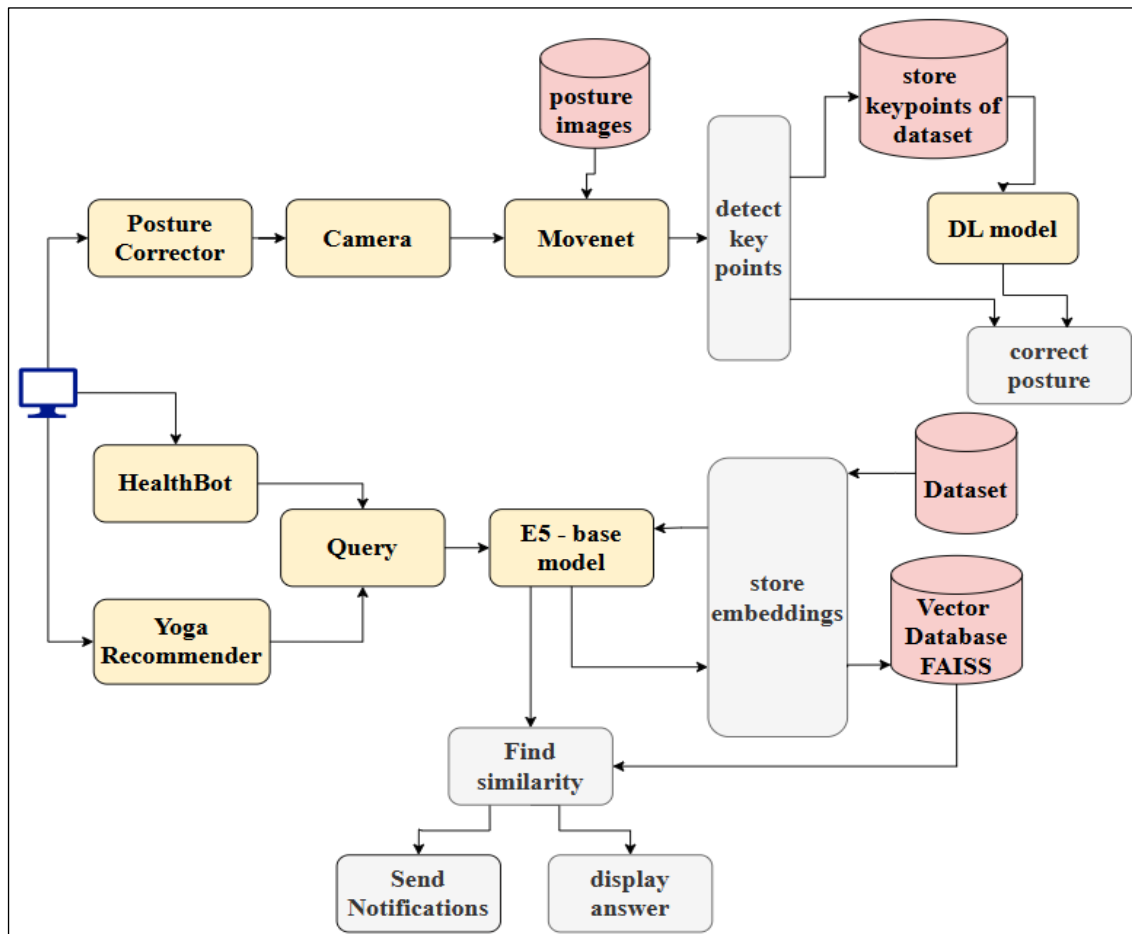 posture
images
store
keypoints of
dataset
Posture
Corrector
Camera
Movenet
detect
key
points
DL model
correct
posture
HealthBot
Query
E5 - base
model
Dataset
store
embeddings
Vector
Database
FAISS
Yoga
Recommender
Find
similarity
Send
Notifications
display
answer